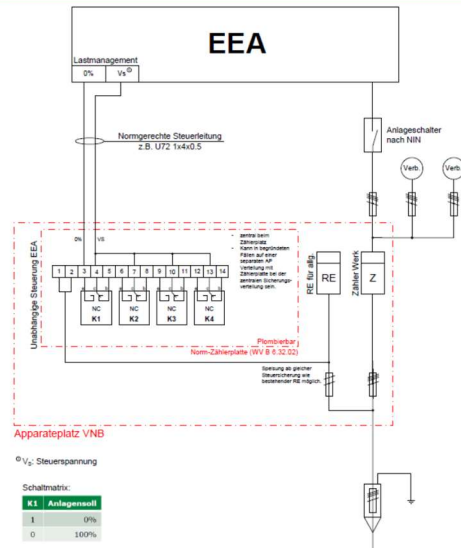 EEA
Lastmanagement
0% Vs
Normgerechte Steuerleitung
z.B. U72 1x4x0.5
Anlageschalter
nach NIN
Verb. Verb.
0% VS
Unabhängige Steuerung EEA
- zentral beim
Zählerplatz
- Kann in begründeten
Fällen auf einer
separaten AP
Verteilung mit
Zählerplatte bei der
zentralen Sicherungs-
verteilung sein.
1 2 3 4 5 6 7 8 9 10 11 12 13 14
NC NC NC NC
K1 K2 K3 K4
RE für allg.
RE
Zähler Werk
Z
Plombierbar
Norm-Zählerplatte (WV B 6.32.02)
Speisung ab gleicher
Steuersicherung wie
bestehender RE möglich.
Apparateplatz VNB
Vs: Steuerspannung
Schaltmatrix:
K1 Anlagensoll
1 0%
0 100%